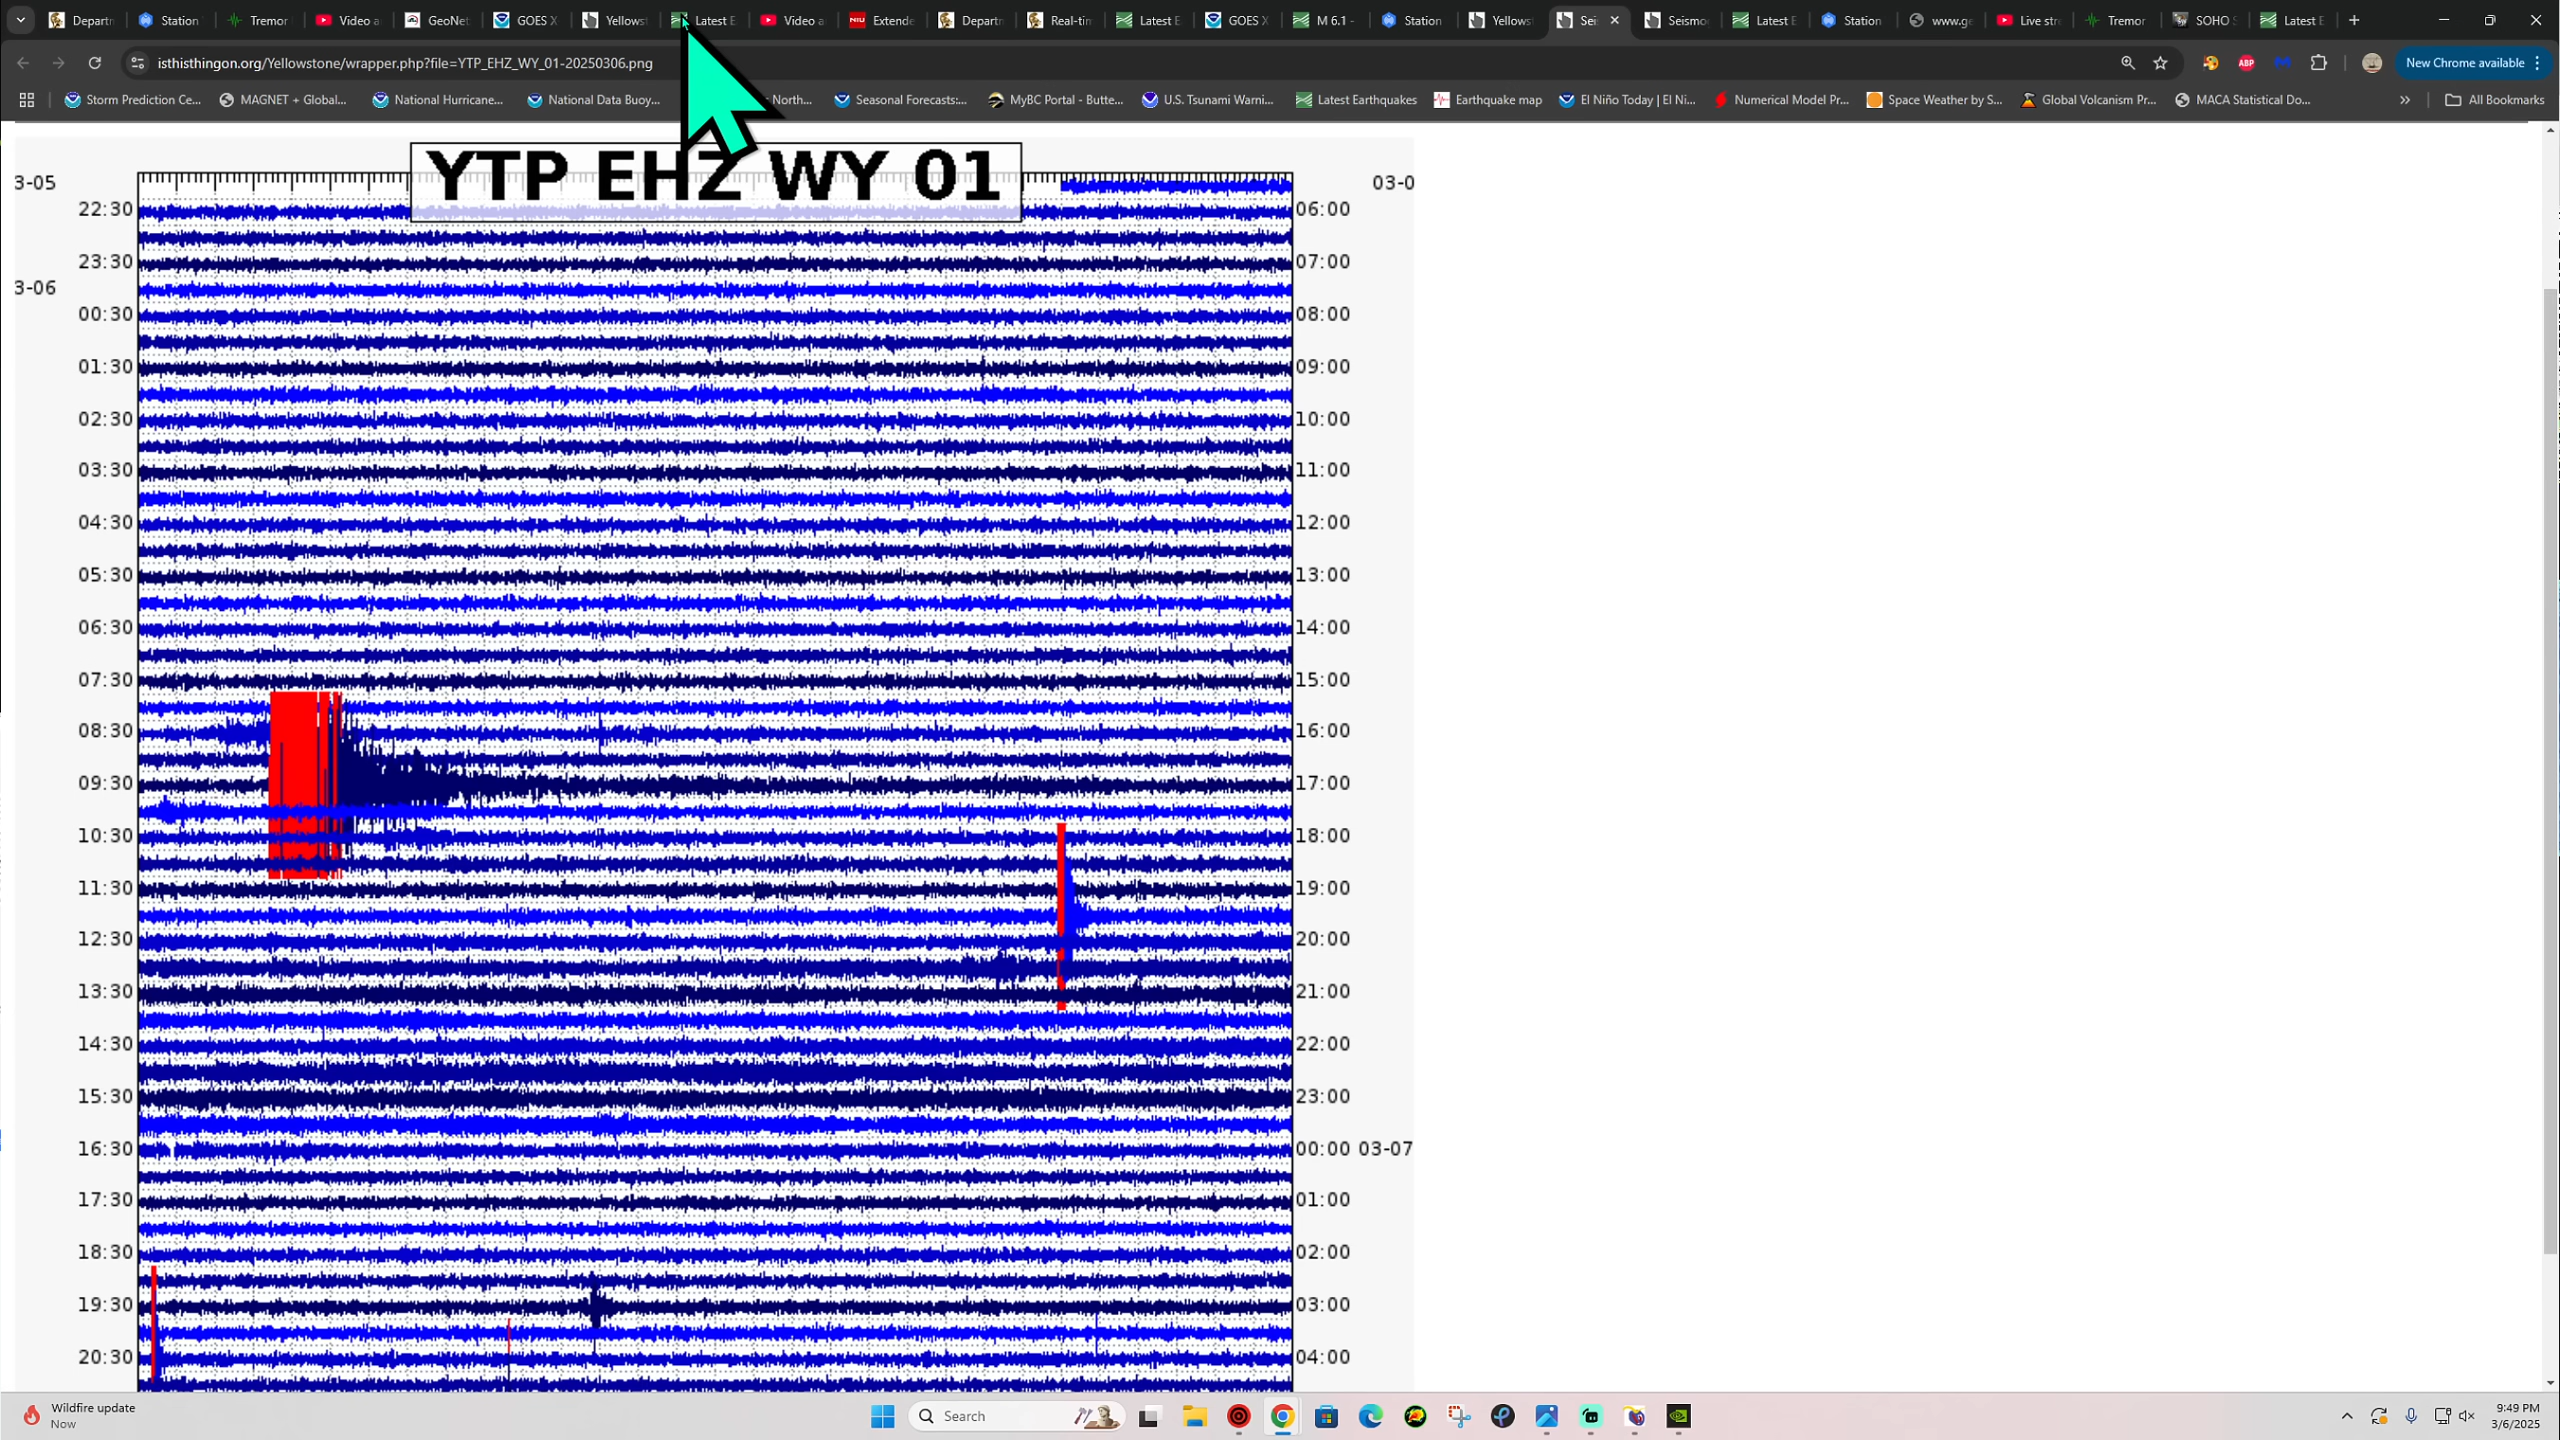 Departm
Station
Tremor
Video a
GeoNet
GOES X
Yellowst
Latest E
Video a
Extende
Departm
Real-tim
Latest E
GOES X
M 6.1 -
Station
Yellowst
Sei
Seismo
Latest E
Station
www.ge
Live stre
Tremor
SOHO S
Latest E
isthisthingon.org/Yellowstone/wrapper.php?file=YTP_EHZ_WY_01-20250306.png
ABP
New Chrome available
Storm Prediction Ce...
MAGNET + Global...
National Hurricane...
National Data Buoy...
North...
Seasonal Forecasts:...
MyBC Portal - Butte...
U.S. Tsunami Warni...
Latest Earthquakes
Earthquake map
El Niño Today | El Ni...
Numerical Model Pr...
Space Weather by S...
Global Volcanism Pr...
MACA Statistical Do...
All Bookmarks
YTP EHZ WY 01
3-05 03-0
22:30 06:00
23:30 07:00
3-06
00:30 08:00
01:30 09:00
02:30 10:00
03:30 11:00
04:30 12:00
05:30 13:00
06:30 14:00
07:30 15:00
08:30 16:00
09:30 17:00
10:30 18:00
11:30 19:00
12:30 20:00
13:30 21:00
14:30 22:00
15:30 23:00
16:30 00:00 03-07
17:30 01:00
18:30 02:00
19:30 03:00
20:30 04:00
Wildfire update
Now
Search
9:49 PM
3/6/2025